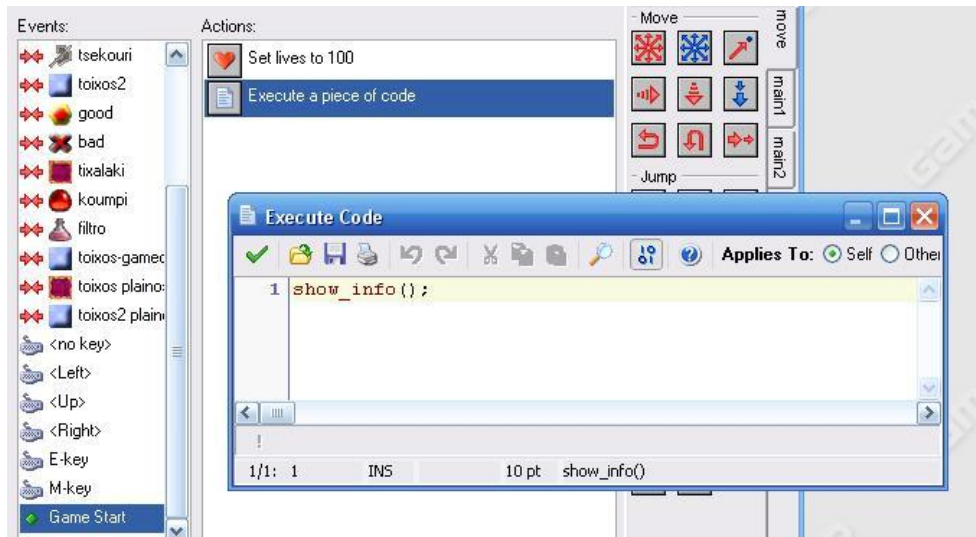 Events:
tsekouri
toixos2
good
bad
tixalaki
koumpi
filtro
toixos-gamec
toixos plaino:
toixos2 plain
<no key>
<Left>
<Up>
<Right>
E-key
M-key
Game Start
Actions:
Set lives to 100
Execute a piece of code
Move
Jump
move
main1
main2
Execute Code
Applies To: Self Other
1 show_info();
1/1: 1 INS 10 pt show_info()